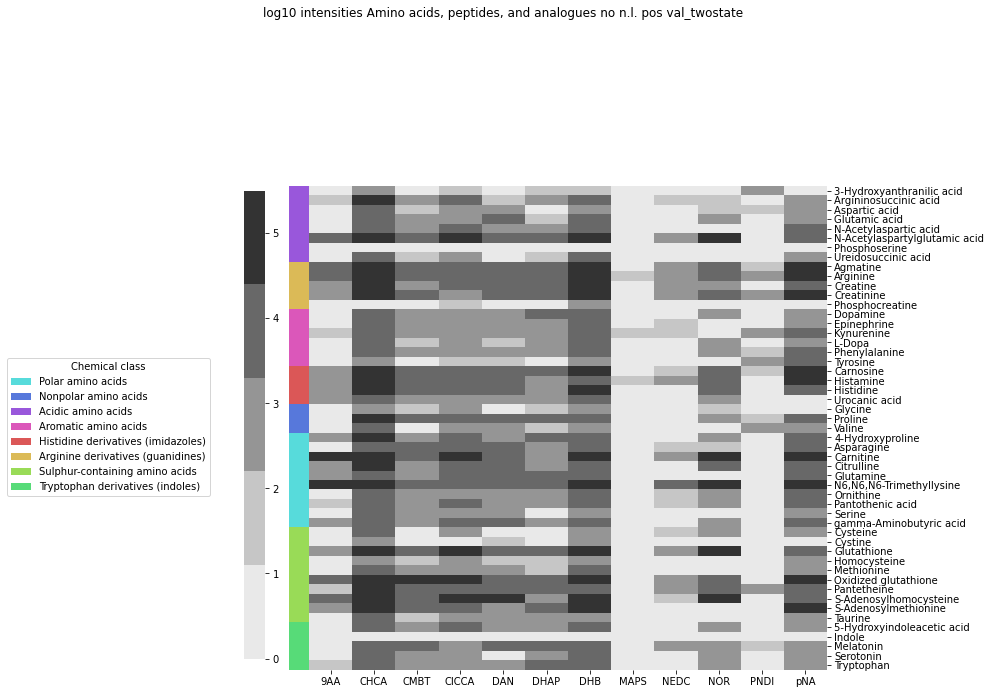 log10 intensities Amino acids, peptides, and analogues no n.l. pos val_twostate
5
4
3
2
1
0
Chemical class
Polar amino acids
Nonpolar amino acids
Acidic amino acids
Aromatic amino acids
Histidine derivatives (imidazoles)
Arginine derivatives (guanidines)
Sulphur-containing amino acids
Tryptophan derivatives (indoles)
3-Hydroxyanthranilic acid
Argininosuccinic acid
Aspartic acid
Glutamic acid
N-Acetylaspartic acid
N-Acetylaspartylglutamic acid
Phosphoserine
Ureidosuccinic acid
Agmatine
Arginine
Creatine
Creatinine
Phosphocreatine
Dopamine
Epinephrine
Kynurenine
L-Dopa
Phenylalanine
Tyrosine
Carnosine
Histamine
Histidine
Urocanic acid
Glycine
Proline
Valine
4-Hydroxyproline
Asparagine
Carnitine
Citrulline
Glutamine
N6,N6,N6-Trimethyllysine
Ornithine
Pantothenic acid
Serine
gamma-Aminobutyric acid
Cysteine
Cystine
Glutathione
Homocysteine
Methionine
Oxidized glutathione
Pantetheine
S-Adenosylhomocysteine
S-Adenosylmethionine
Taurine
5-Hydroxyindoleacetic acid
Indole
Melatonin
Serotonin
Tryptophan
9AA CHCA CMBT ClCCA DAN DHAP DHB MAPS NEDC NOR PNDI pNA